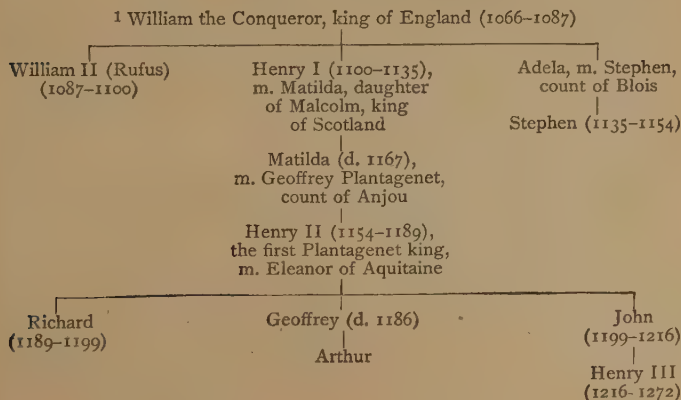 1 William the Conqueror, king of England (1066–1087)
William II (Rufus)
(1087–1100)
Henry I (1100–1135),
m. Matilda, daughter
of Malcolm, king
of Scotland
Adela, m. Stephen,
count of Blois
Stephen (1135–1154)
Matilda (d. 1167),
m. Geoffrey Plantagenet,
count of Anjou
Henry II (1154–1189),
the first Plantagenet king,
m. Eleanor of Aquitaine
Richard
(1189–1199)
Geoffrey (d. 1186)
Arthur
John
(1199–1216)
Henry III
(1216-1272)